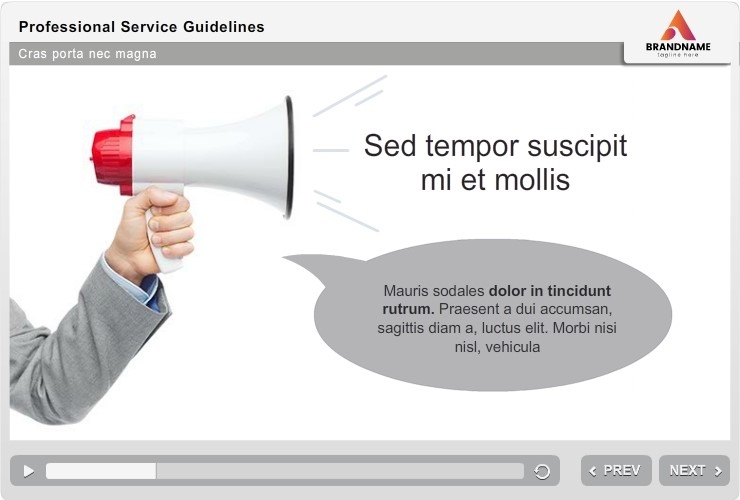 Professional Service Guidelines
Cras porta nec magna
BRANDNAME
tagline here
Sed tempor suscipit
mi et mollis
Mauris sodales dolor in tincidunt
rutrum. Praesent a dui accumsan,
sagittis diam a, luctus elit. Morbi nisi
nisl, vehicula
PREV
NEXT